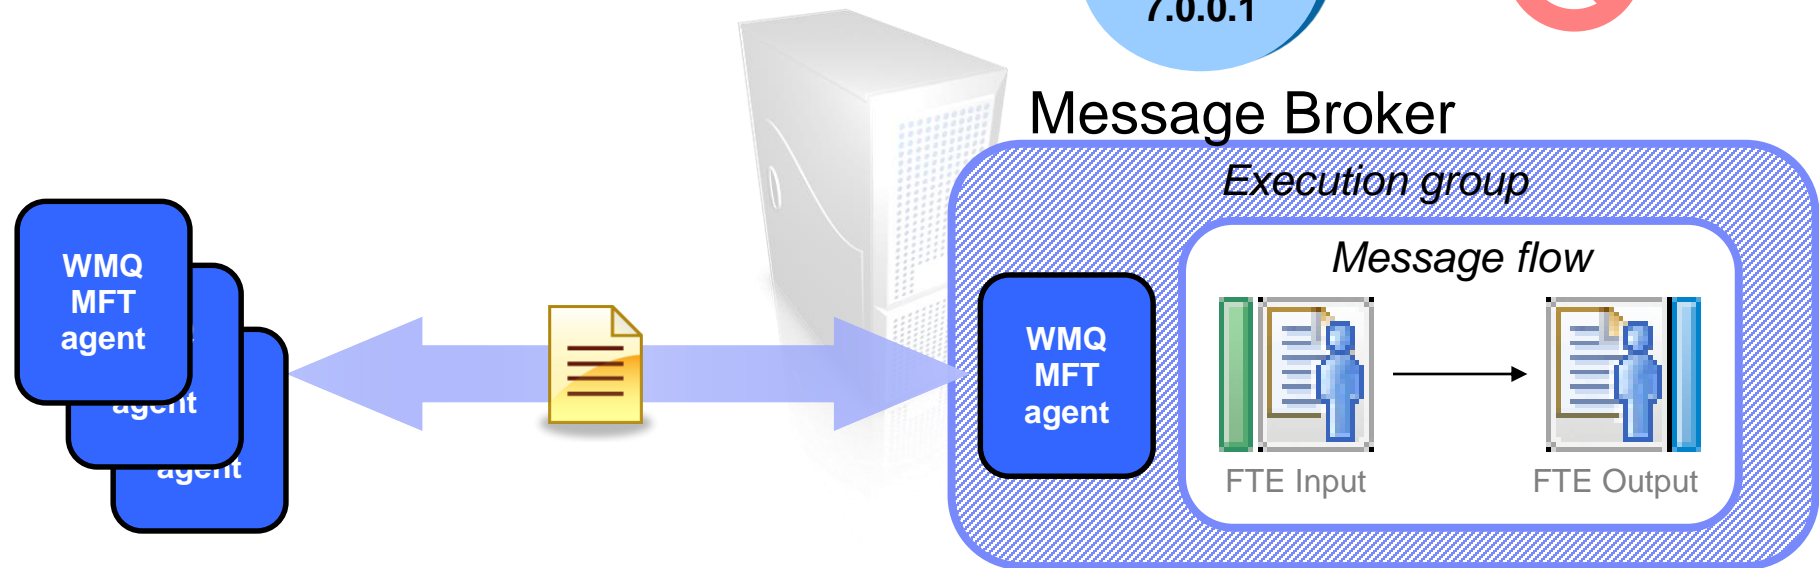 7.0.0.1
Message Broker
Execution group
Message flow
WMQ
MFT
agent
agent
agent
WMQ
MFT
agent
FTE Input
FTE Output